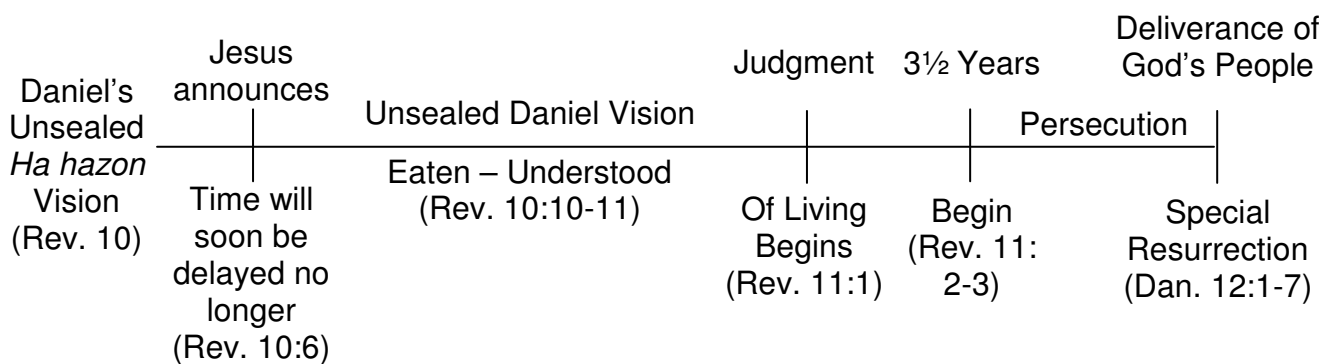 Daniel's
Unsealed
Ha hazon
Vision
(Rev. 10)
Jesus
announces
Time will
soon be
delayed no
longer
(Rev. 10:6)
Unsealed Daniel Vision
Eaten – Understood
(Rev. 10:10-11)
Judgment
Of Living
Begins
(Rev. 11:1)
3½ Years
Begin
(Rev. 11:
2-3)
Persecution
Deliverance of
God's People
Special
Resurrection
(Dan. 12:1-7)